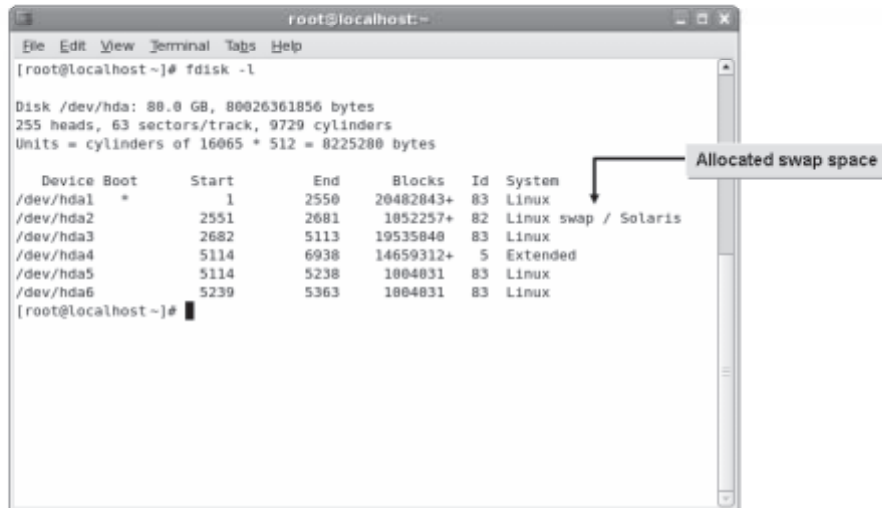 root@localhost:~
File Edit View Terminal Tabs Help
[root@localhost ~]# fdisk -l
Disk /dev/hda: 80.0 GB, 80026361856 bytes
255 heads, 63 sectors/track, 9729 cylinders
Units = cylinders of 16065 * 512 = 8225280 bytes
Allocated swap space
Device Boot Start End Blocks Id System
/dev/hda1 * 1 2550 20482843+ 83 Linux
/dev/hda2 2551 2681 1052257+ 82 Linux swap / Solaris
/dev/hda3 2682 5113 19535040 83 Linux
/dev/hda4 5114 6938 14659312+ 5 Extended
/dev/hda5 5114 5238 1004031 83 Linux
/dev/hda6 5239 5363 1004031 83 Linux
[root@localhost ~]#